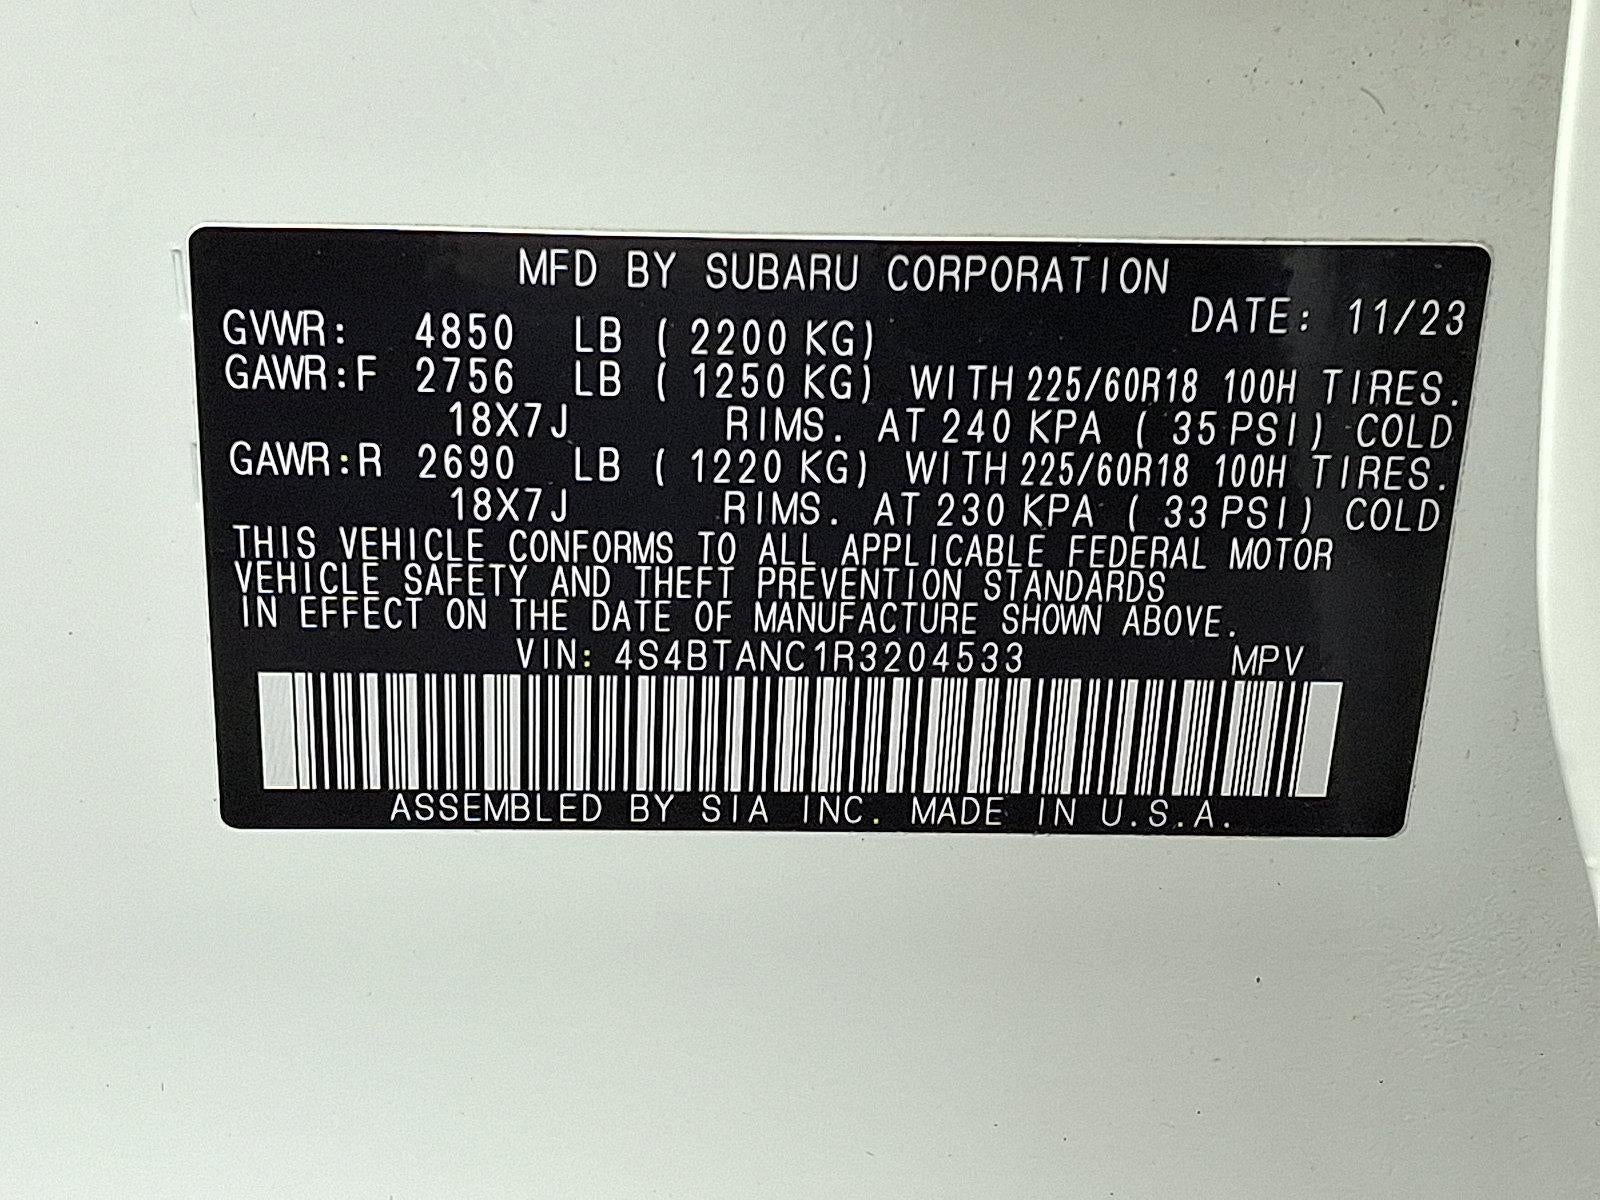 MFD BY SUBARU CORPORATION
DATE: 11/23
GVWR: 4850 LB ( 2200 KG)
GAWR:F 2756 LB ( 1250 KG) WITH 225/60R18 100H TIRES.
18X7J RIMS. AT 240 KPA ( 35 PSI) COLD
GAWR:R 2690 LB ( 1220 KG) WITH 225/60R18 100H TIRES.
18X7J RIMS. AT 230 KPA ( 33 PSI) COLD
THIS VEHICLE CONFORMS TO ALL APPLICABLE FEDERAL MOTOR
VEHICLE SAFETY AND THEFT PREVENTION STANDARDS
IN EFFECT ON THE DATE OF MANUFACTURE SHOWN ABOVE.
VIN: 4S4BTANC1R3204533 MPV
ASSEMBLED BY SIA INC. MADE IN U.S.A.